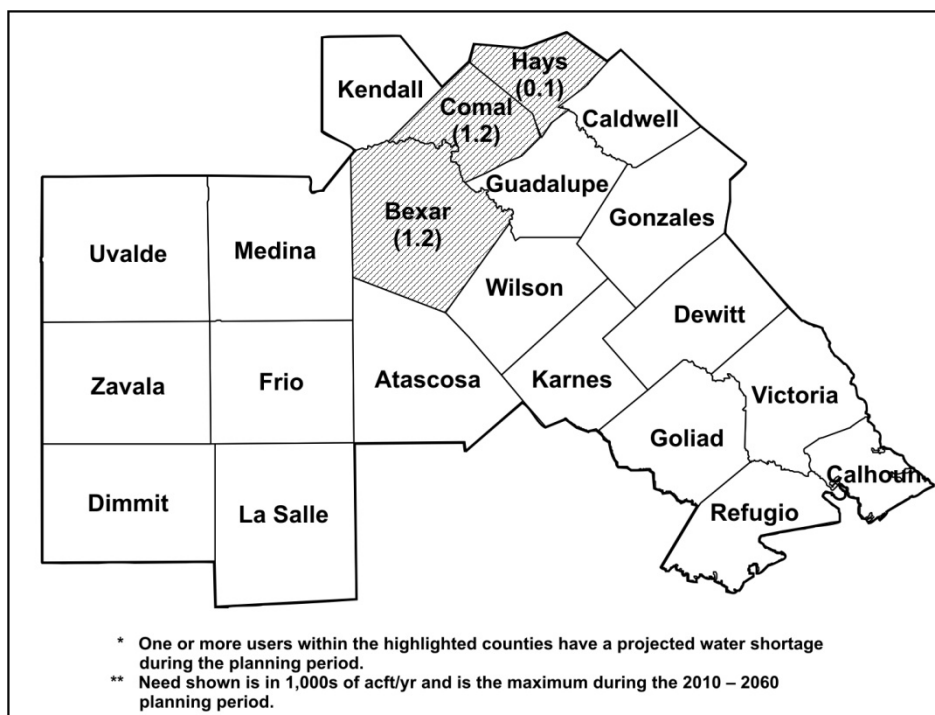 Hays
(0.1)
Kendall
Comal
(1.2)
Caldwell
Guadalupe
Bexar
(1.2)
Gonzales
Uvalde
Medina
Wilson
Dewitt
Zavala
Frio
Atascosa
Karnes
Victoria
Goliad
Calhoun
Dimmit
La Salle
Refugio
* One or more users within the highlighted counties have a projected water shortage
during the planning period.
** Need shown is in 1,000s of acft/yr and is the maximum during the 2010 – 2060
planning period.